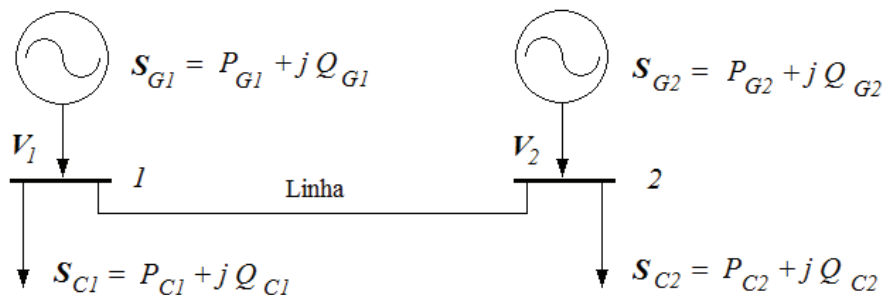 S_G1 = P_G1 + j Q_G1
S_G2 = P_G2 + j Q_G2
V_1
V_2
1
2
Linha
S_C1 = P_C1 + j Q_C1
S_C2 = P_C2 + j Q_C2